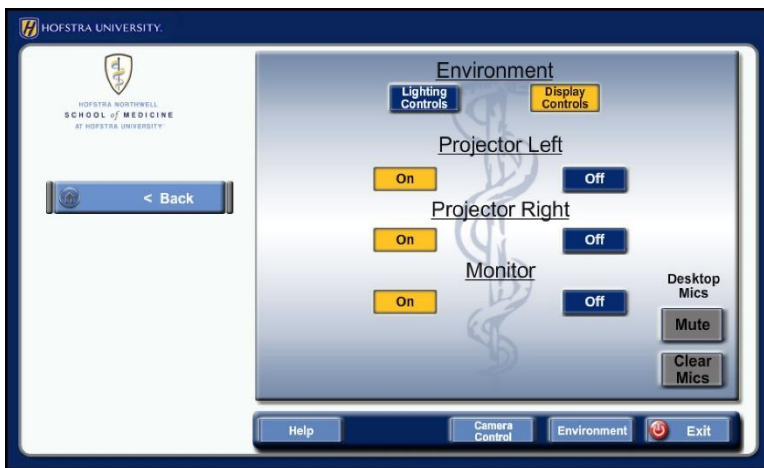 H HOFSTRA UNIVERSITY.
HOFSTRA NORTHWELL
SCHOOL of MEDICINE
AT HOFSTRA UNIVERSITY
< Back
Environment
Lighting
Controls
Display
Controls
Projector Left
On
Off
Projector Right
On
Off
Monitor
On
Off
Desktop
Mics
Mute
Clear
Mics
Help
Camera
Control
Environment
Exit